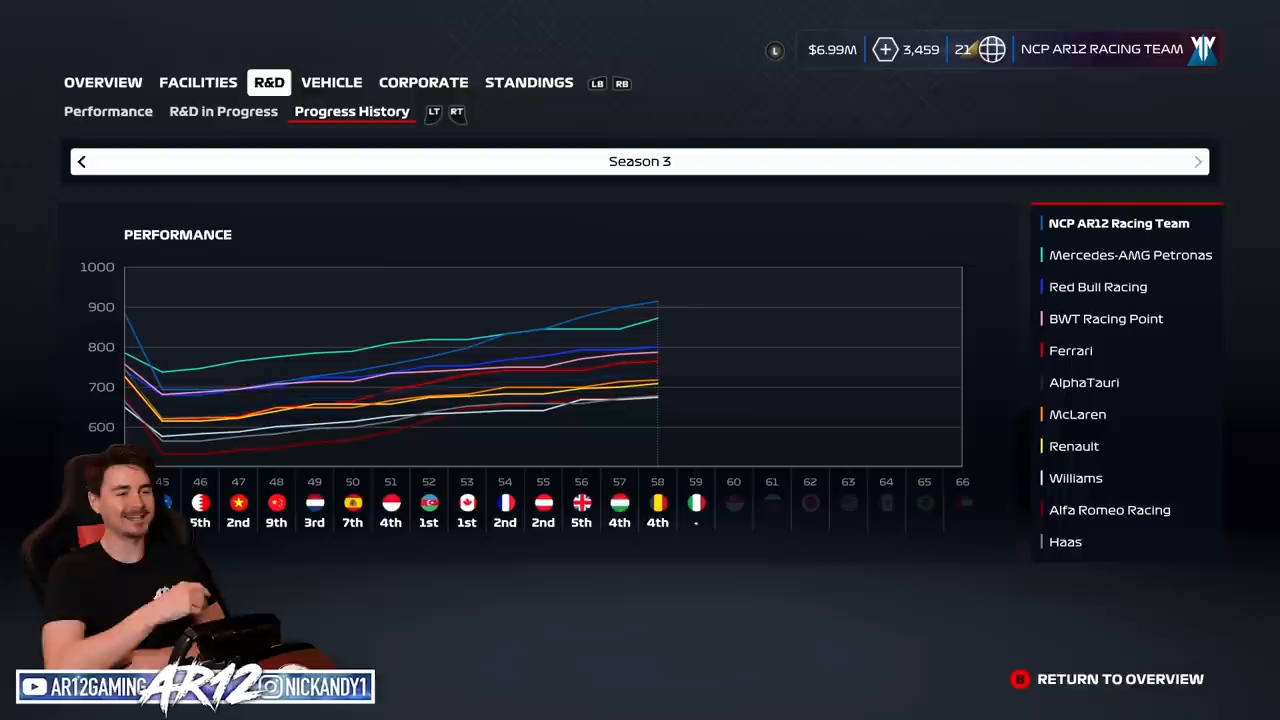 $6.99M 3,459 21 NCP AR12 RACING TEAM
OVERVIEW FACILITIES R&D VEHICLE CORPORATE STANDINGS LB RB
Performance R&D in Progress Progress History LT RT
Season 3
PERFORMANCE
1000
900
800
700
600
45 46 47 48 49 50 51 52 53 54 55 56 57 58 59 60 61 62 63 64 65 66
5th 2nd 9th 3rd 7th 4th 1st 1st 2nd 2nd 5th 4th 4th -
NCP AR12 Racing Team
Mercedes-AMG Petronas
Red Bull Racing
BWT Racing Point
Ferrari
AlphaTauri
McLaren
Renault
Williams
Alfa Romeo Racing
Haas
AR12GAMING AR12 NICKANDY1
B RETURN TO OVERVIEW